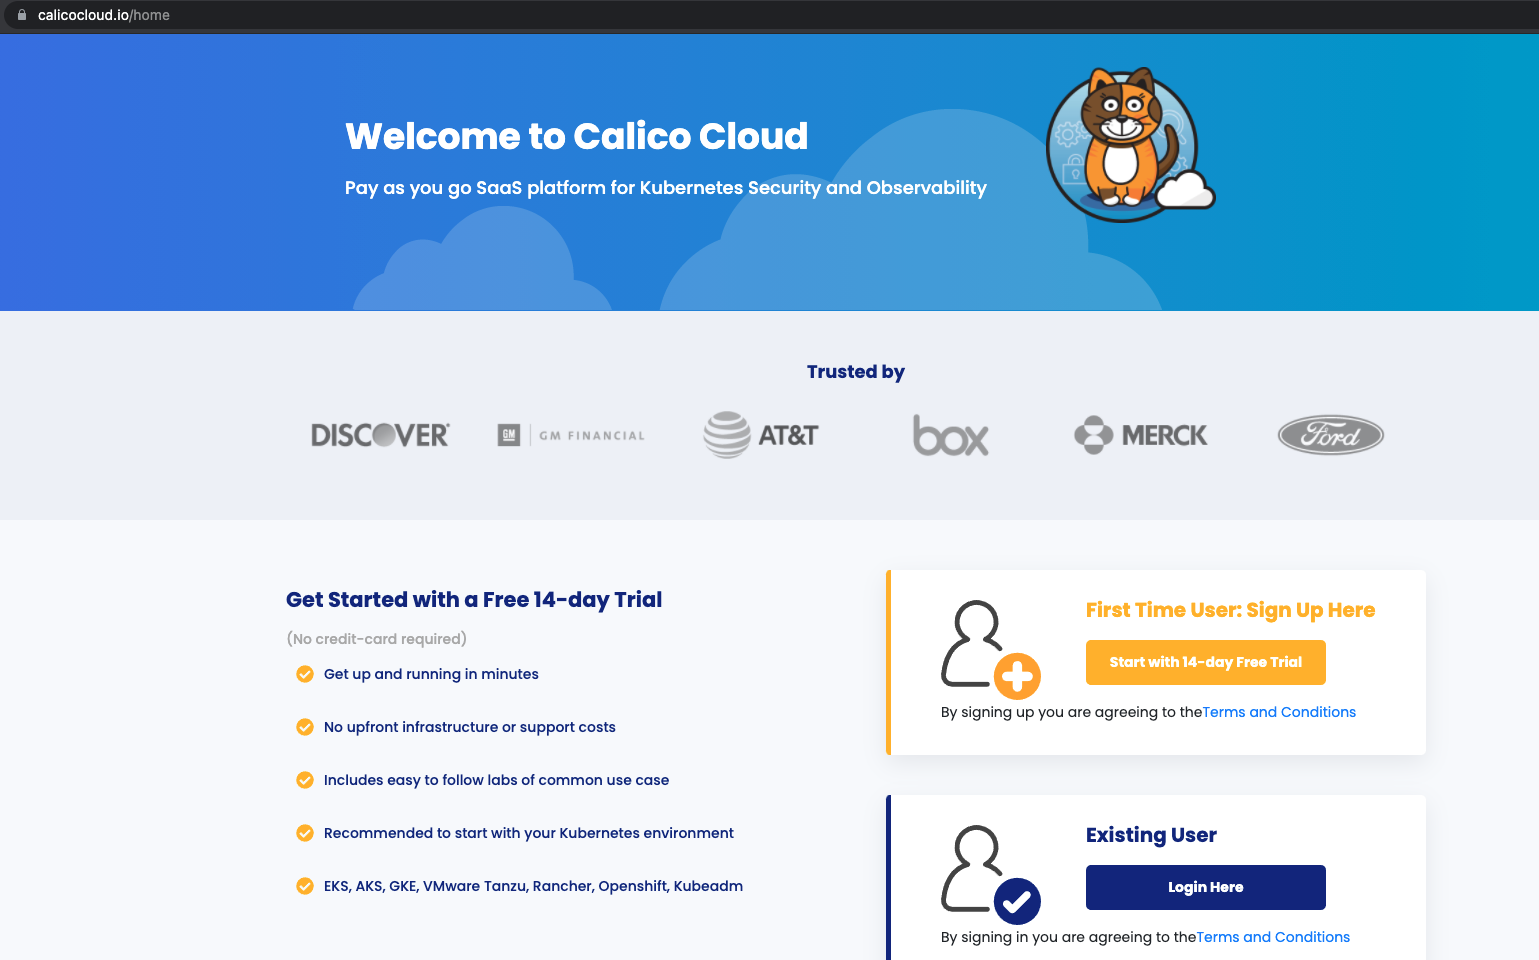 calicocloud.io/home
Welcome to Calico Cloud
Pay as you go SaaS platform for Kubernetes Security and Observability
Trusted by
DISCOVER
GM GM FINANCIAL
AT&T
box
MERCK
Ford
Get Started with a Free 14-day Trial
(No credit-card required)
Get up and running in minutes
No upfront infrastructure or support costs
Includes easy to follow labs of common use case
Recommended to start with your Kubernetes environment
EKS, AKS, GKE, VMware Tanzu, Rancher, Openshift, Kubeadm
First Time User: Sign Up Here
Start with 14-day Free Trial
By signing up you are agreeing to theTerms and Conditions
Existing User
Login Here
By signing in you are agreeing to theTerms and Conditions